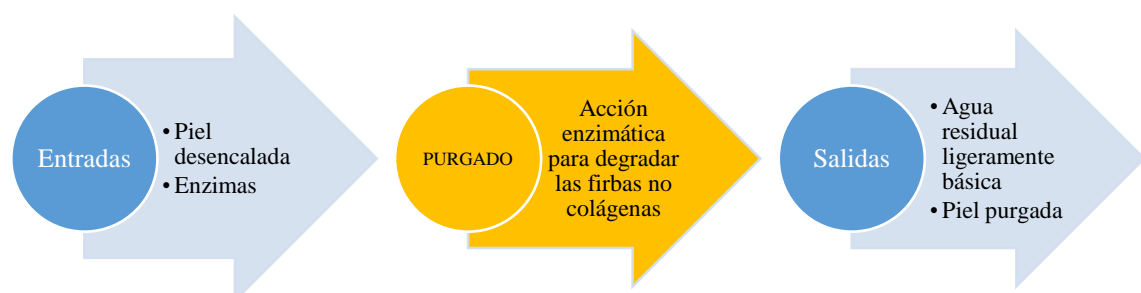 Entradas
• Piel
desencalada
• Enzimas
PURGADO
Acción
enzimática
para degradar
las firbas no
colágenas
Salidas
• Agua
residual
ligeramente
básica
• Piel purgada